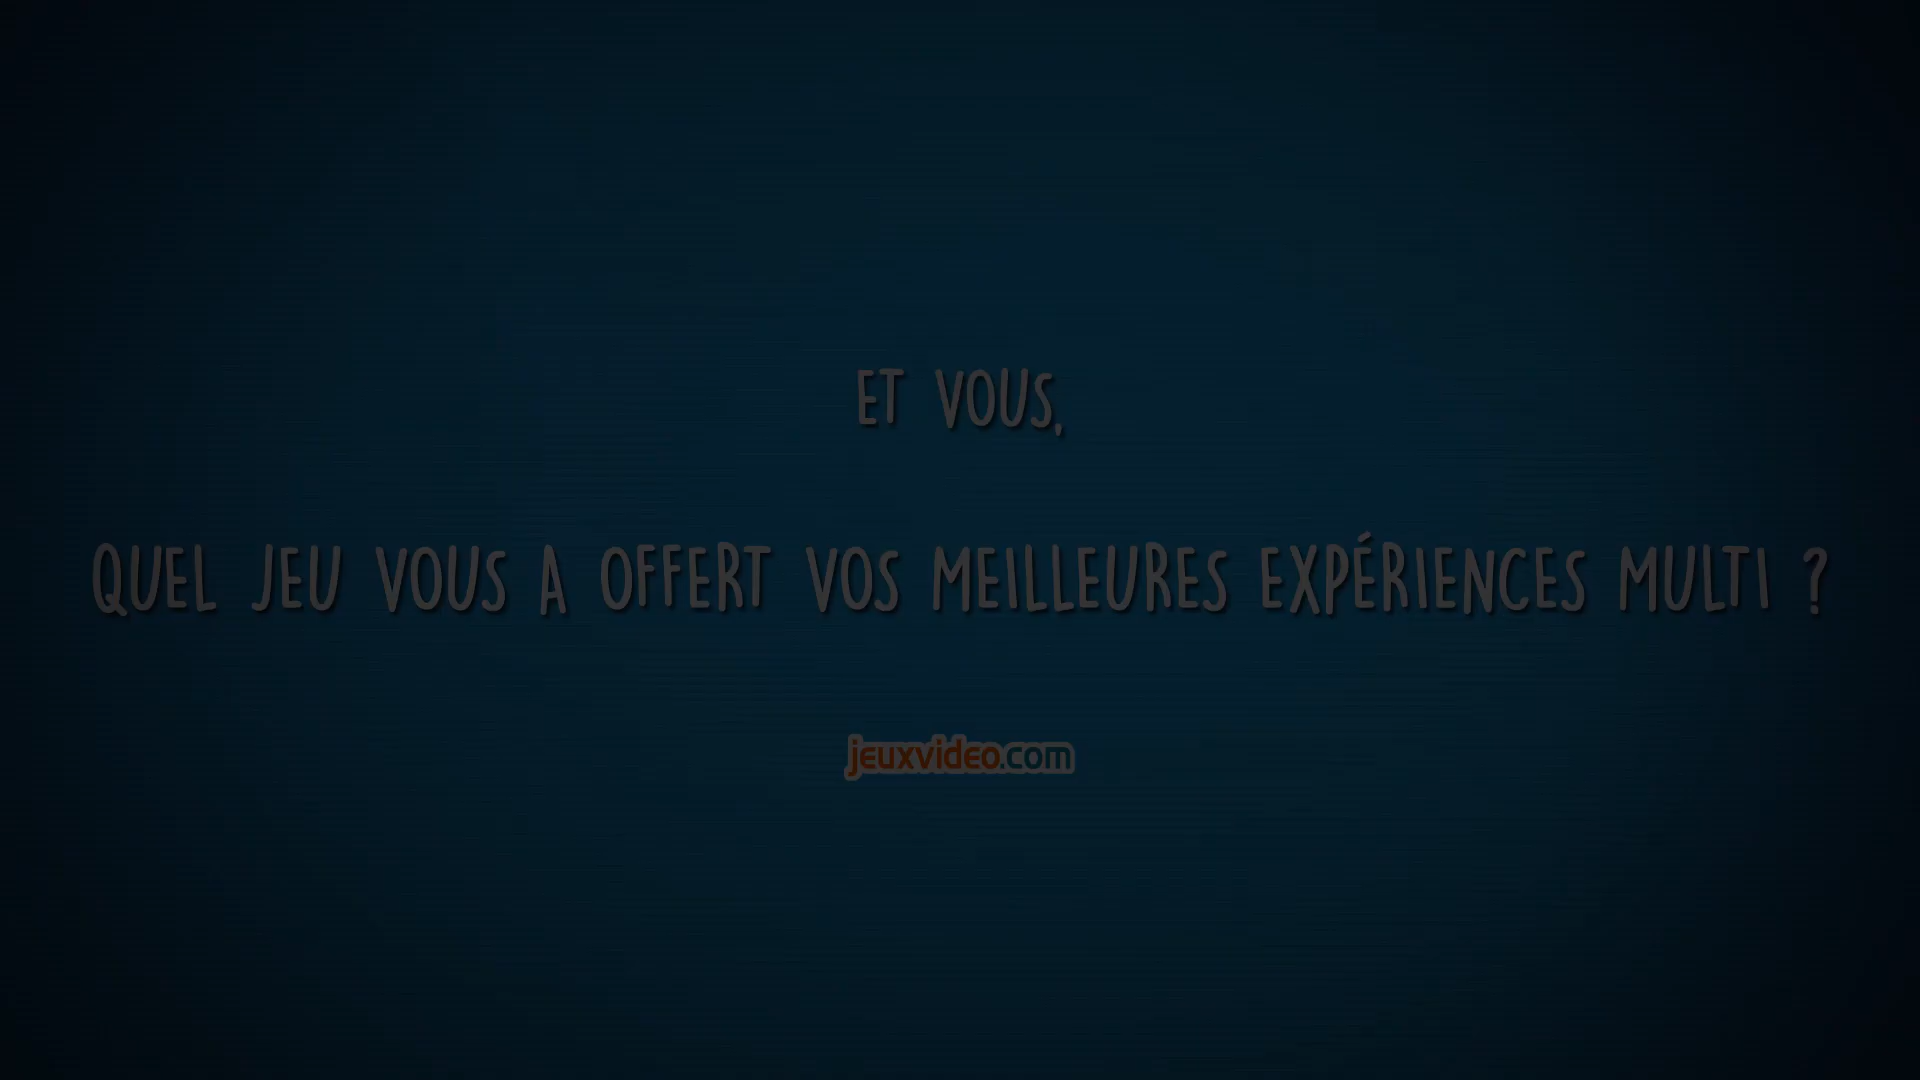 ET VOUS,
QUEL JEU VOUS A OFFERT VOS MEILLEURES EXPÉRIENCES MULTI ?
jeuxvideo.com